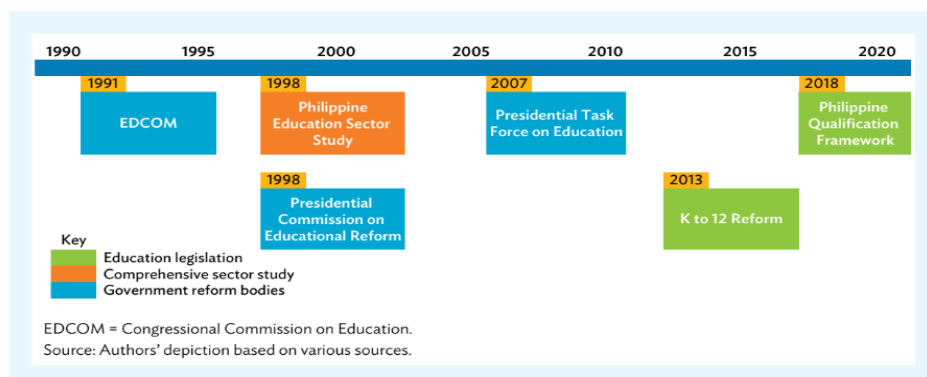 1990 1995 2000 2005 2010 2015 2020
1991
EDCOM
1998
Philippine
Education Sector
Study
2007
Presidential Task
Force on Education
2018
Philippine
Qualification
Framework
1998
Presidential
Commission on
Educational Reform
2013
K to 12 Reform
Key
Education legislation
Comprehensive sector study
Government reform bodies
EDCOM = Congressional Commission on Education.
Source: Authors’ depiction based on various sources.